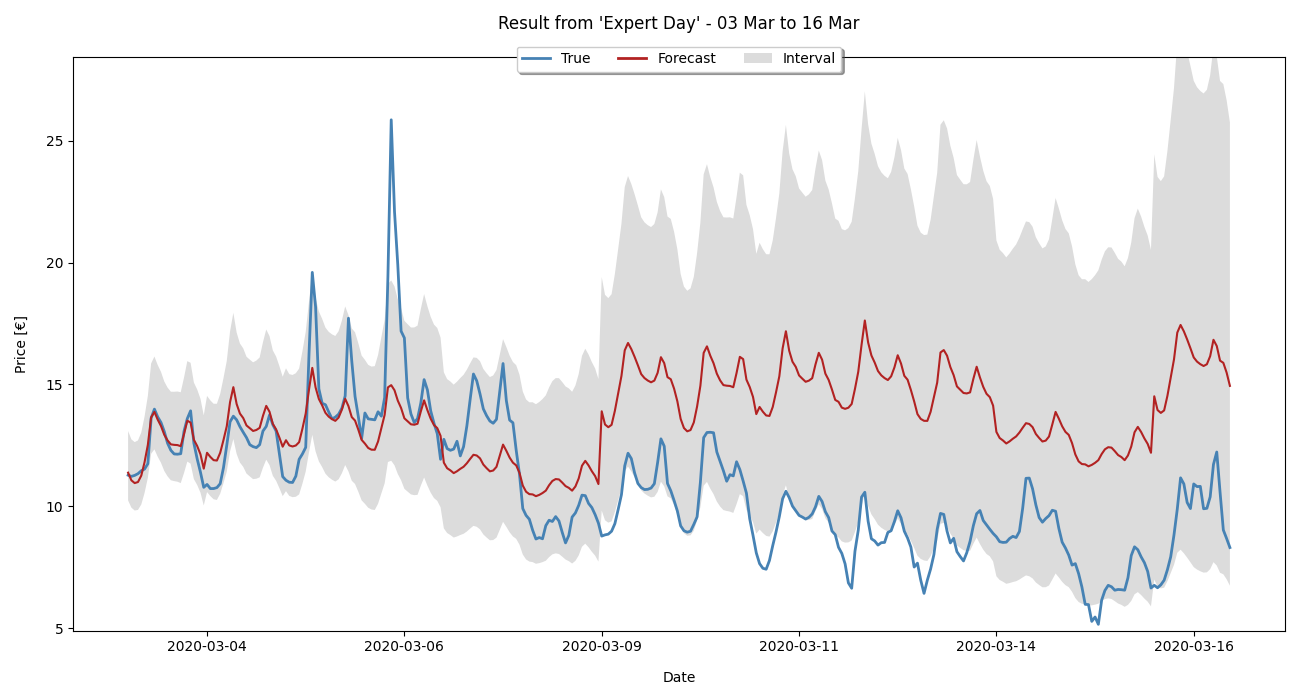 Result from 'Expert Day' - 03 Mar to 16 Mar
True Forecast Interval
25
20
15
10
5
Price [€]
2020-03-04 2020-03-06 2020-03-09 2020-03-11 2020-03-14 2020-03-16
Date